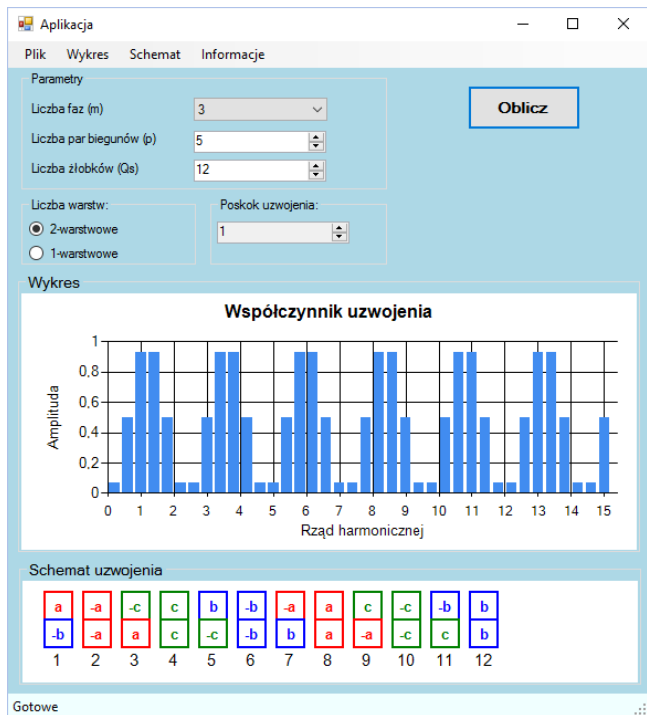 Aplikacja
Plik Wykres Schemat Informacje
Parametry
Liczba faz (m) 3
Oblicz
Liczba par biegunów (p) 5
Liczba żłobków (Qs) 12
Liczba warstw:
2-warstwowe
1-warstwowe
Poskok uzwojenia:
1
Wykres
Współczynnik uzwojenia
Amplituda
1
0,8
0,6
0,4
0,2
0
0 1 2 3 4 5 6 7 8 9 10 11 12 13 14 15
Rząd harmonicznej
Schemat uzwojenia
a -a -c c b -b -a a c -c -b b
-b -a a c -c -b b a -a -c c b
1 2 3 4 5 6 7 8 9 10 11 12
Gotowe